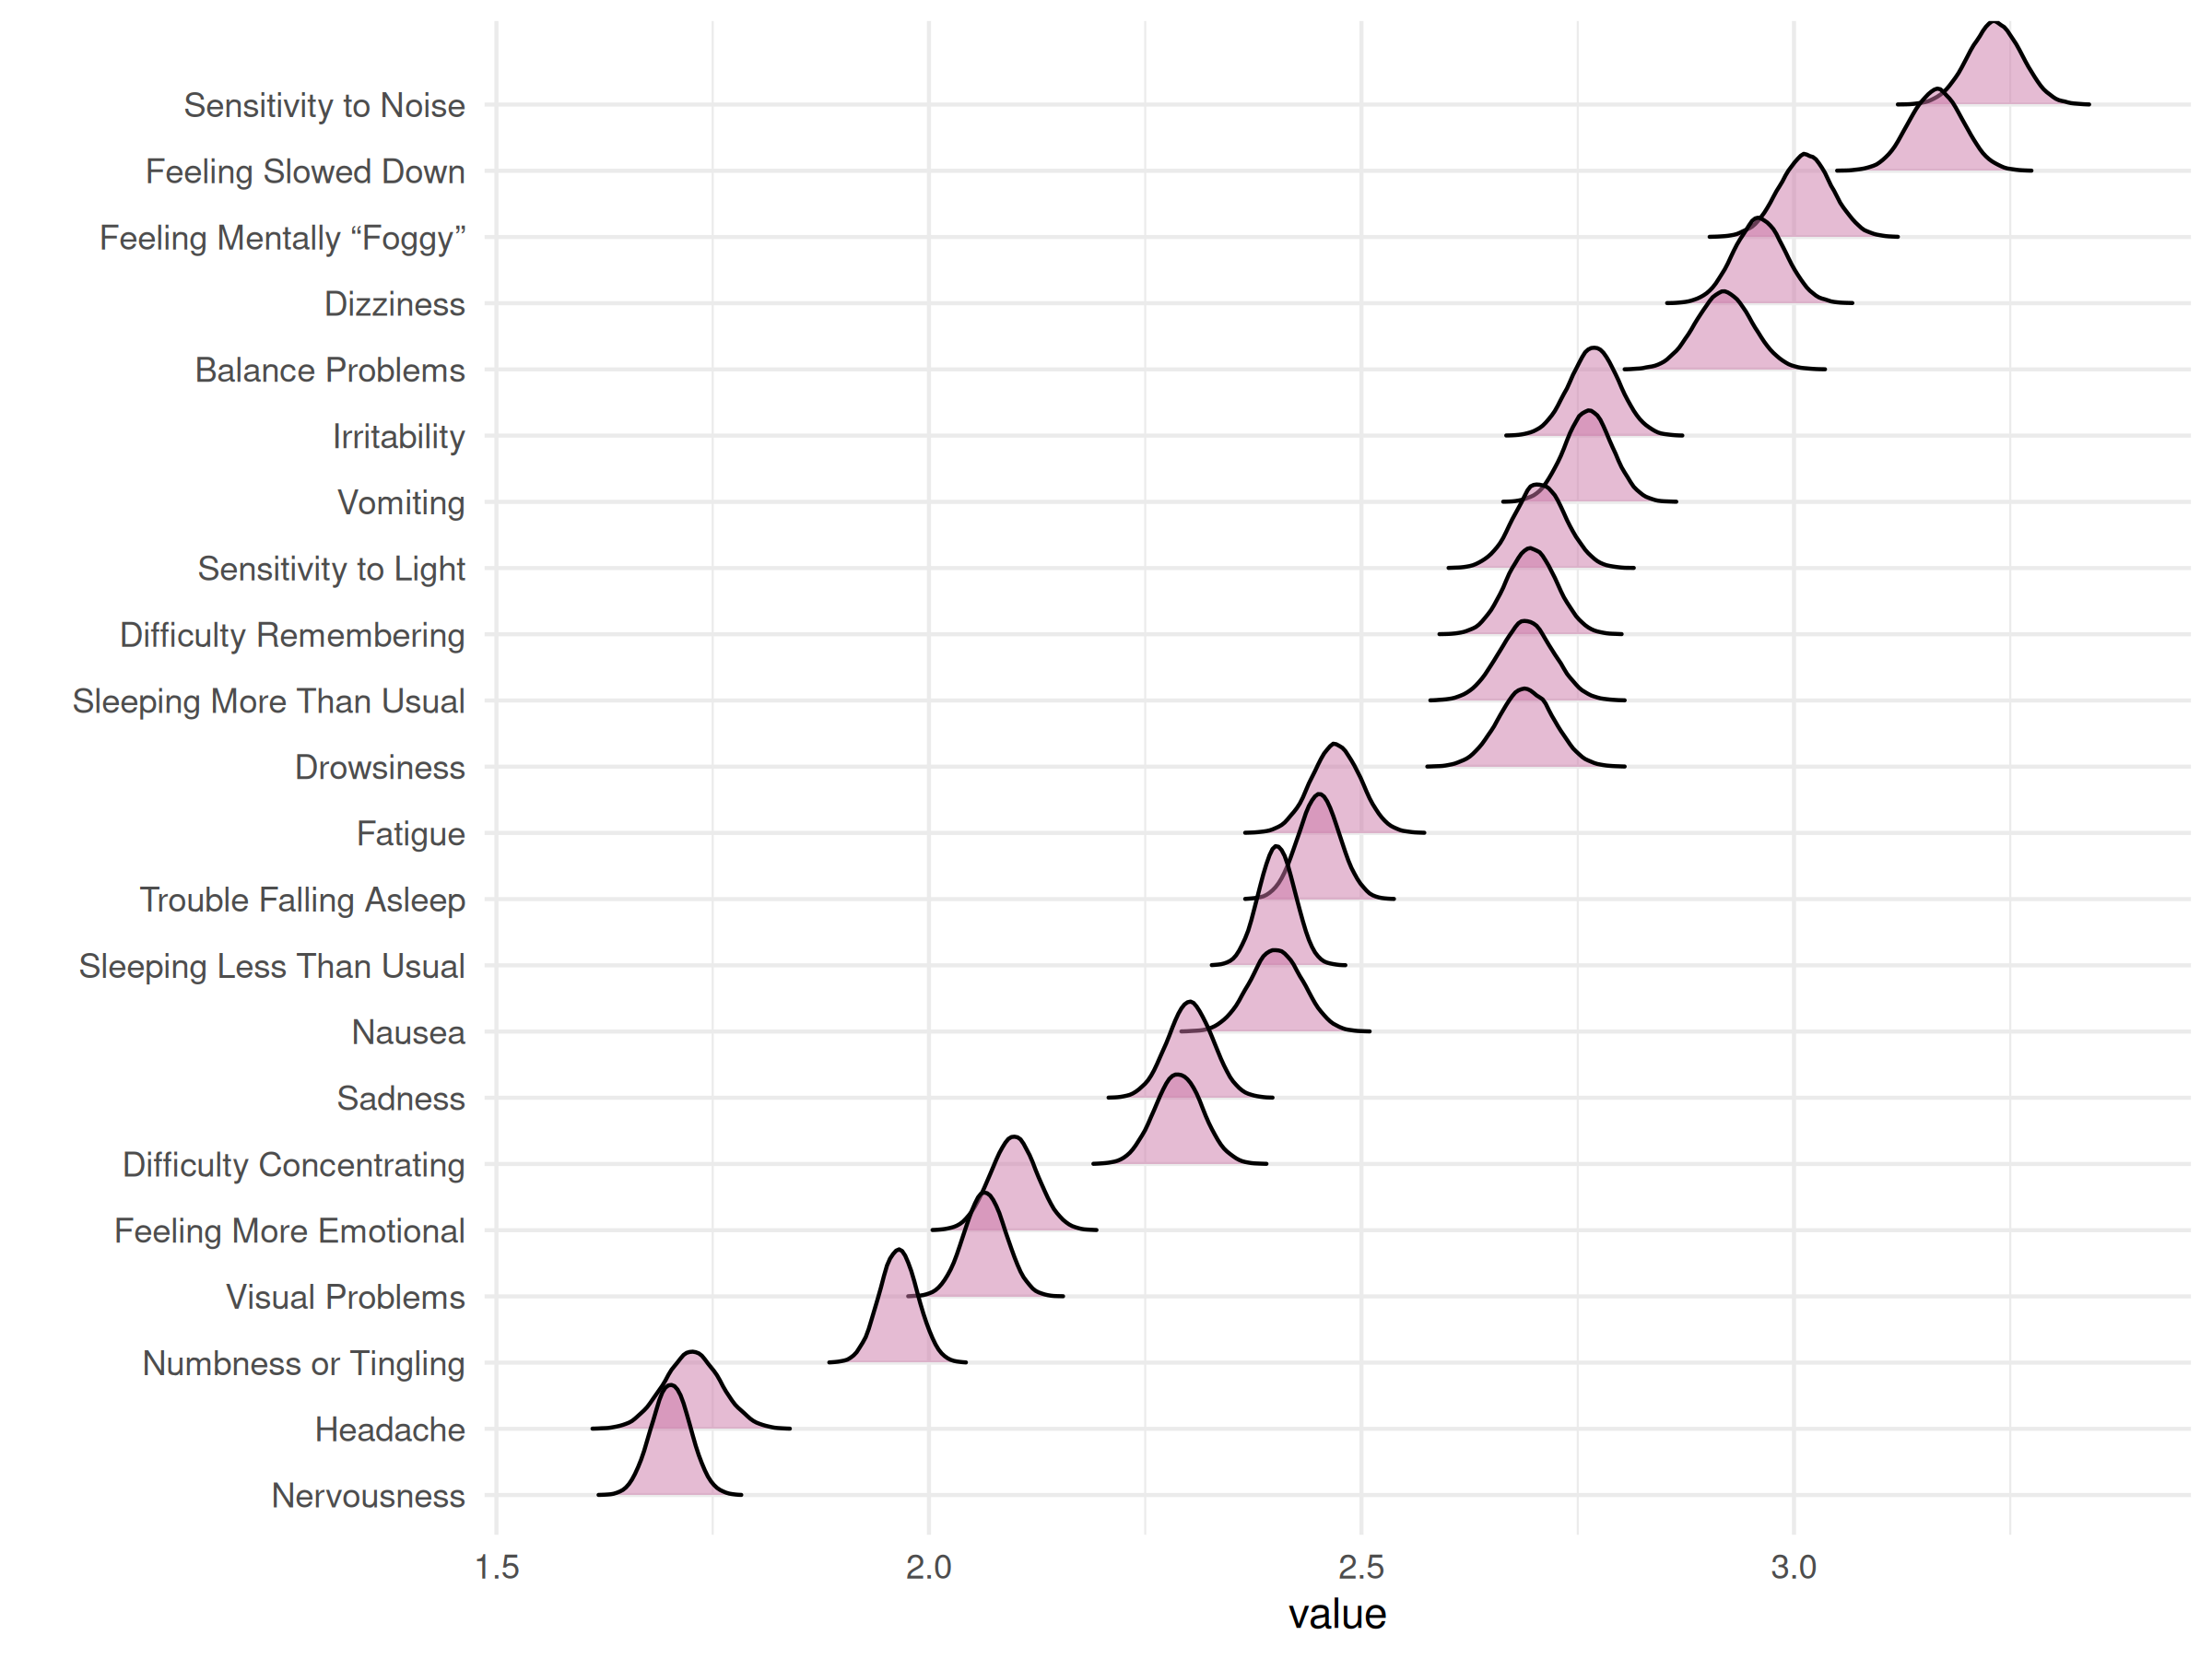 Sensitivity to Noise
Feeling Slowed Down
Feeling Mentally “Foggy”
Dizziness
Balance Problems
Irritability
Vomiting
Sensitivity to Light
Difficulty Remembering
Sleeping More Than Usual
Drowsiness
Fatigue
Trouble Falling Asleep
Sleeping Less Than Usual
Nausea
Sadness
Difficulty Concentrating
Feeling More Emotional
Visual Problems
Numbness or Tingling
Headache
Nervousness
1.5 2.0 2.5 3.0
value